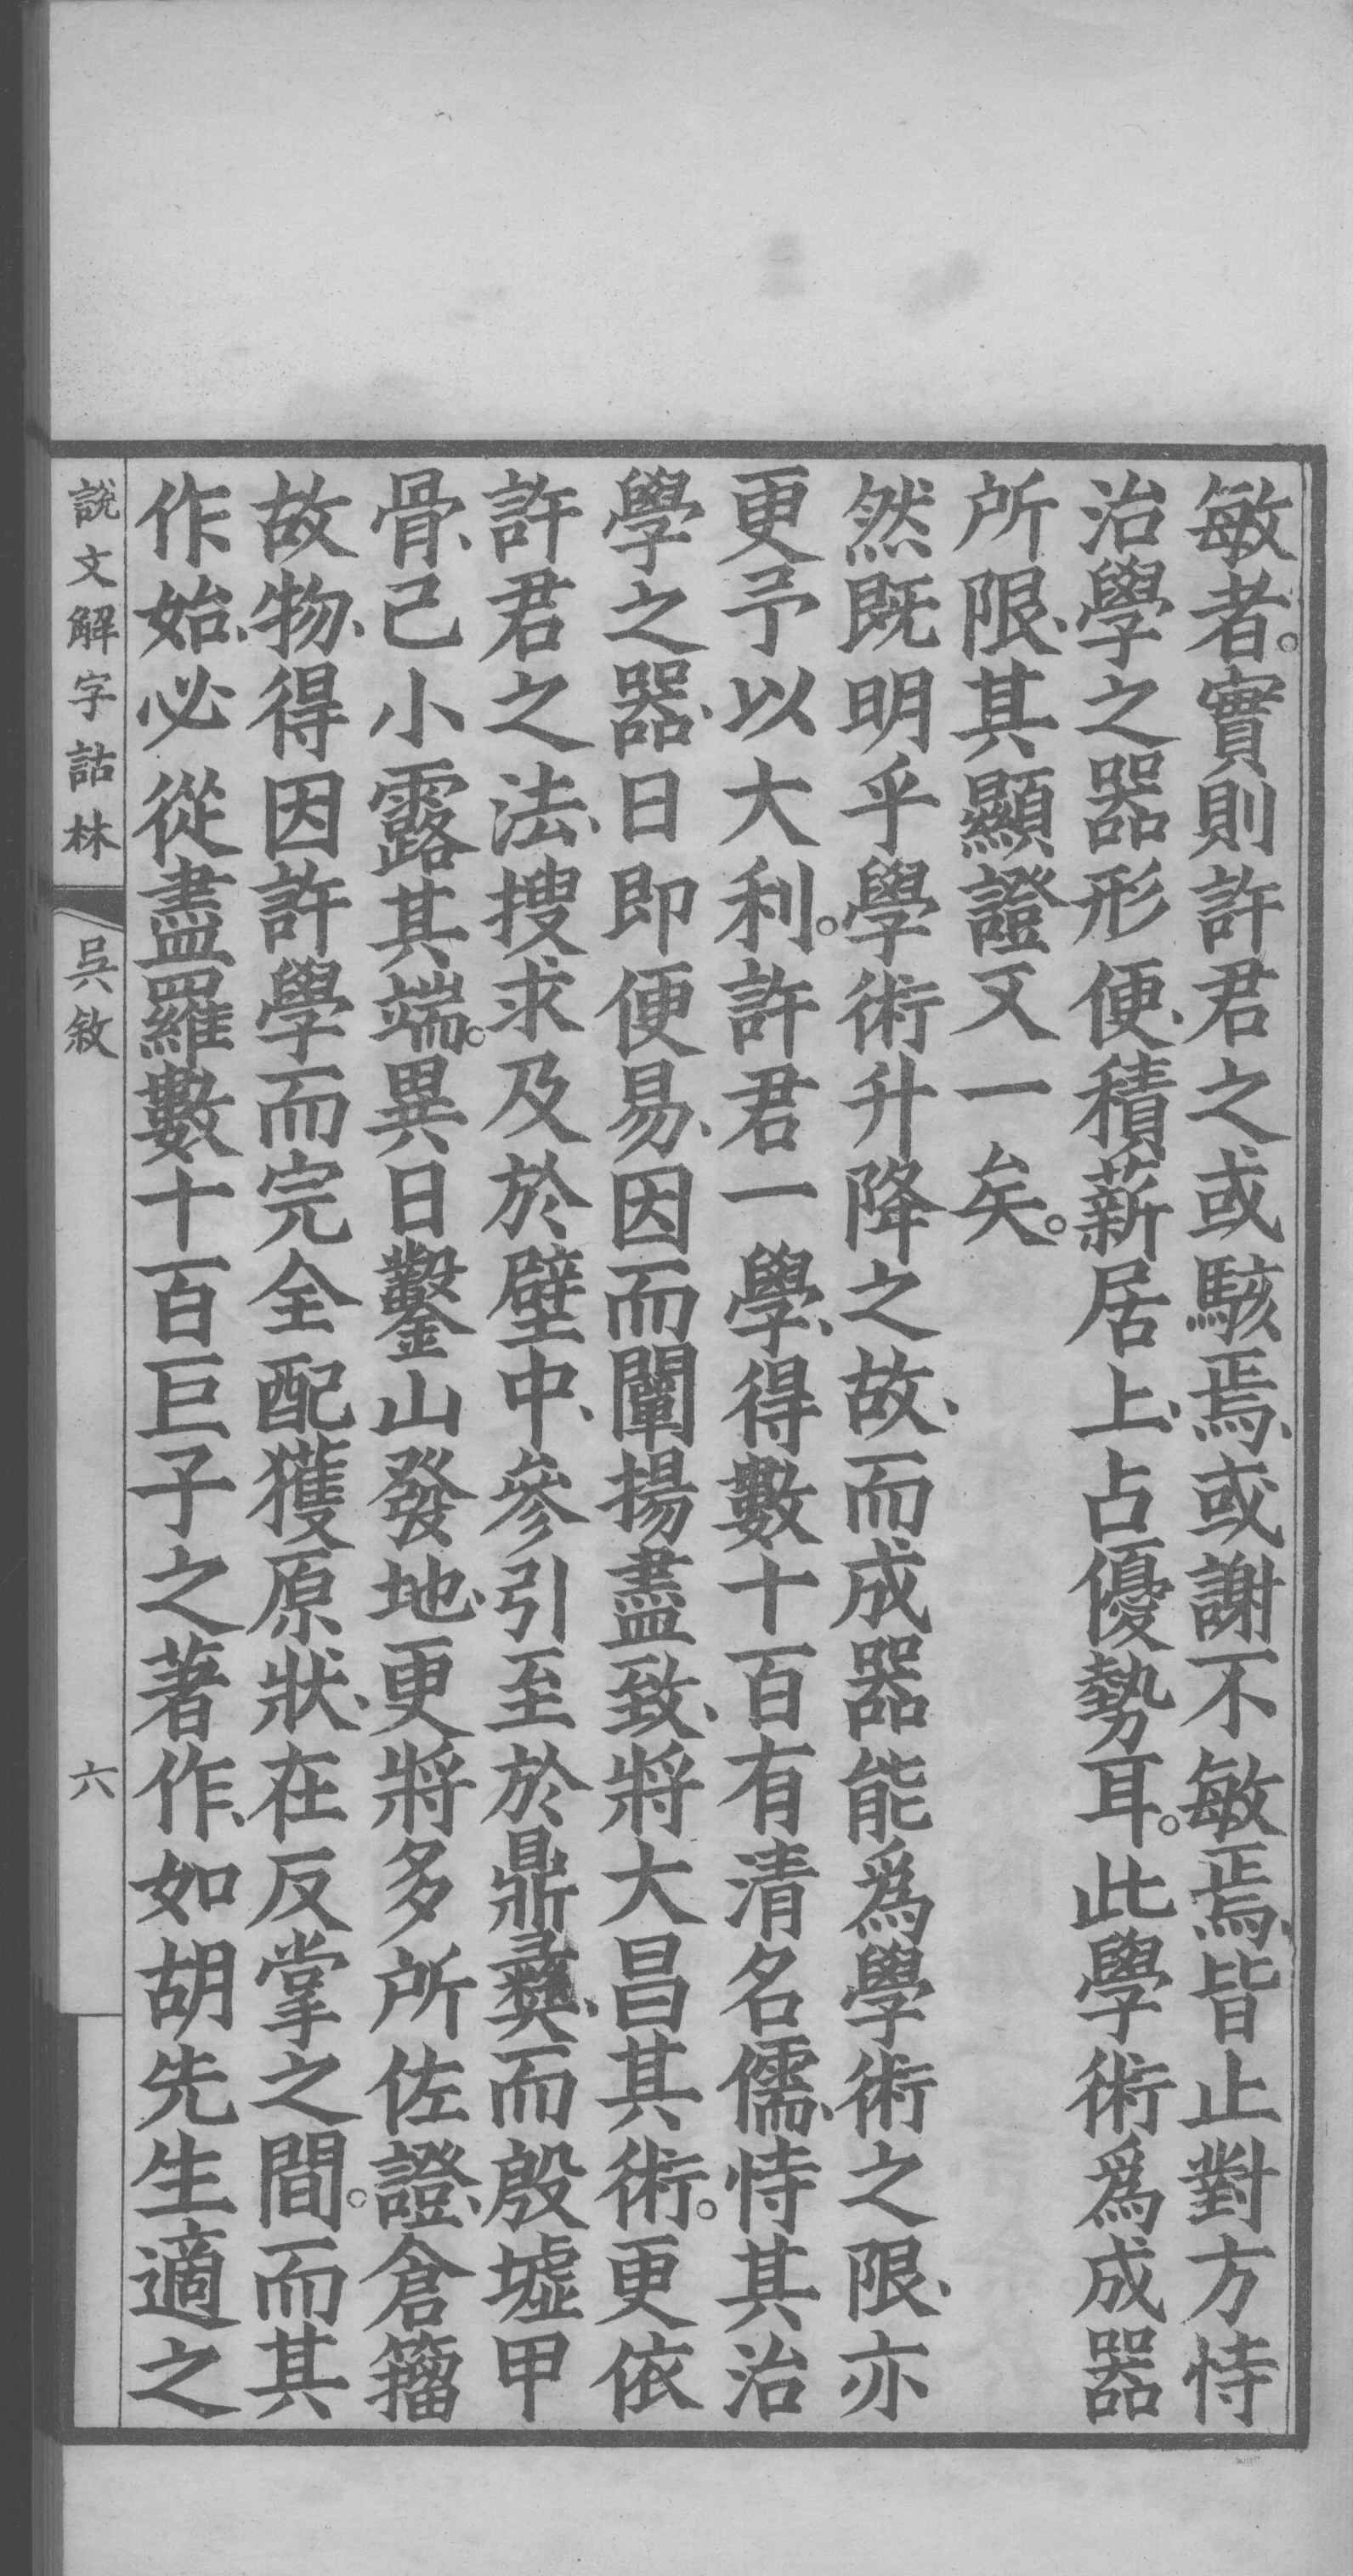 敏者。實則許君之或駭焉、或謝不敏焉、皆止對方恃
治學之器形便、積薪居上、占優勢耳。此學術爲成器
所限、其顯證又一矣。
然既明乎學術升降之故、而成器能爲學術之限、亦
更予以大利。許君一學、得數十百有清名儒、恃其治
學之器、日即便易、因而闡揚盡致、將大昌其術。更依
許君之法、搜求及於壁中、參引至於鼎彝、而殷墟甲
骨、己小露其端。異日鑿山發地、更將多所佐證、倉籀
故物、得因許學而完全配獲原狀、在反掌之間。而其
作始、必從盡羅數十百巨子之著作、如胡先生適之
說文解字詁林
吳敘
六